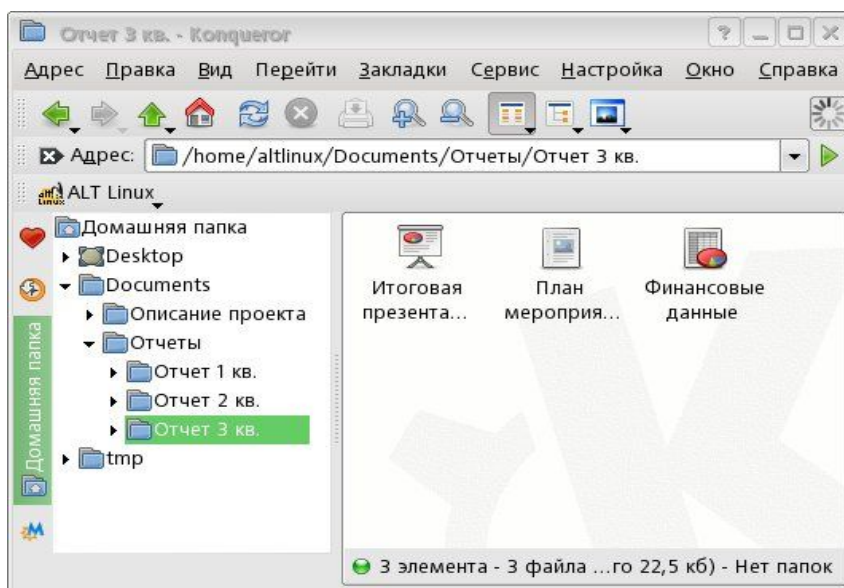 Отчет 3 кв. - Konqueror
Адрес Правка Вид Перейти Закладки Сервис Настройка Окно Справка
Адрес: /home/altlinux/Documents/Отчеты/Отчет 3 кв.
ALT Linux
Домашняя папка
Домашняя папка
Desktop
Documents
Описание проекта
Отчеты
Отчет 1 кв.
Отчет 2 кв.
Отчет 3 кв.
tmp
Итоговая
презента...
План
мероприя...
Финансовые
данные
3 элемента - 3 файла ...го 22,5 кб) - Нет папок